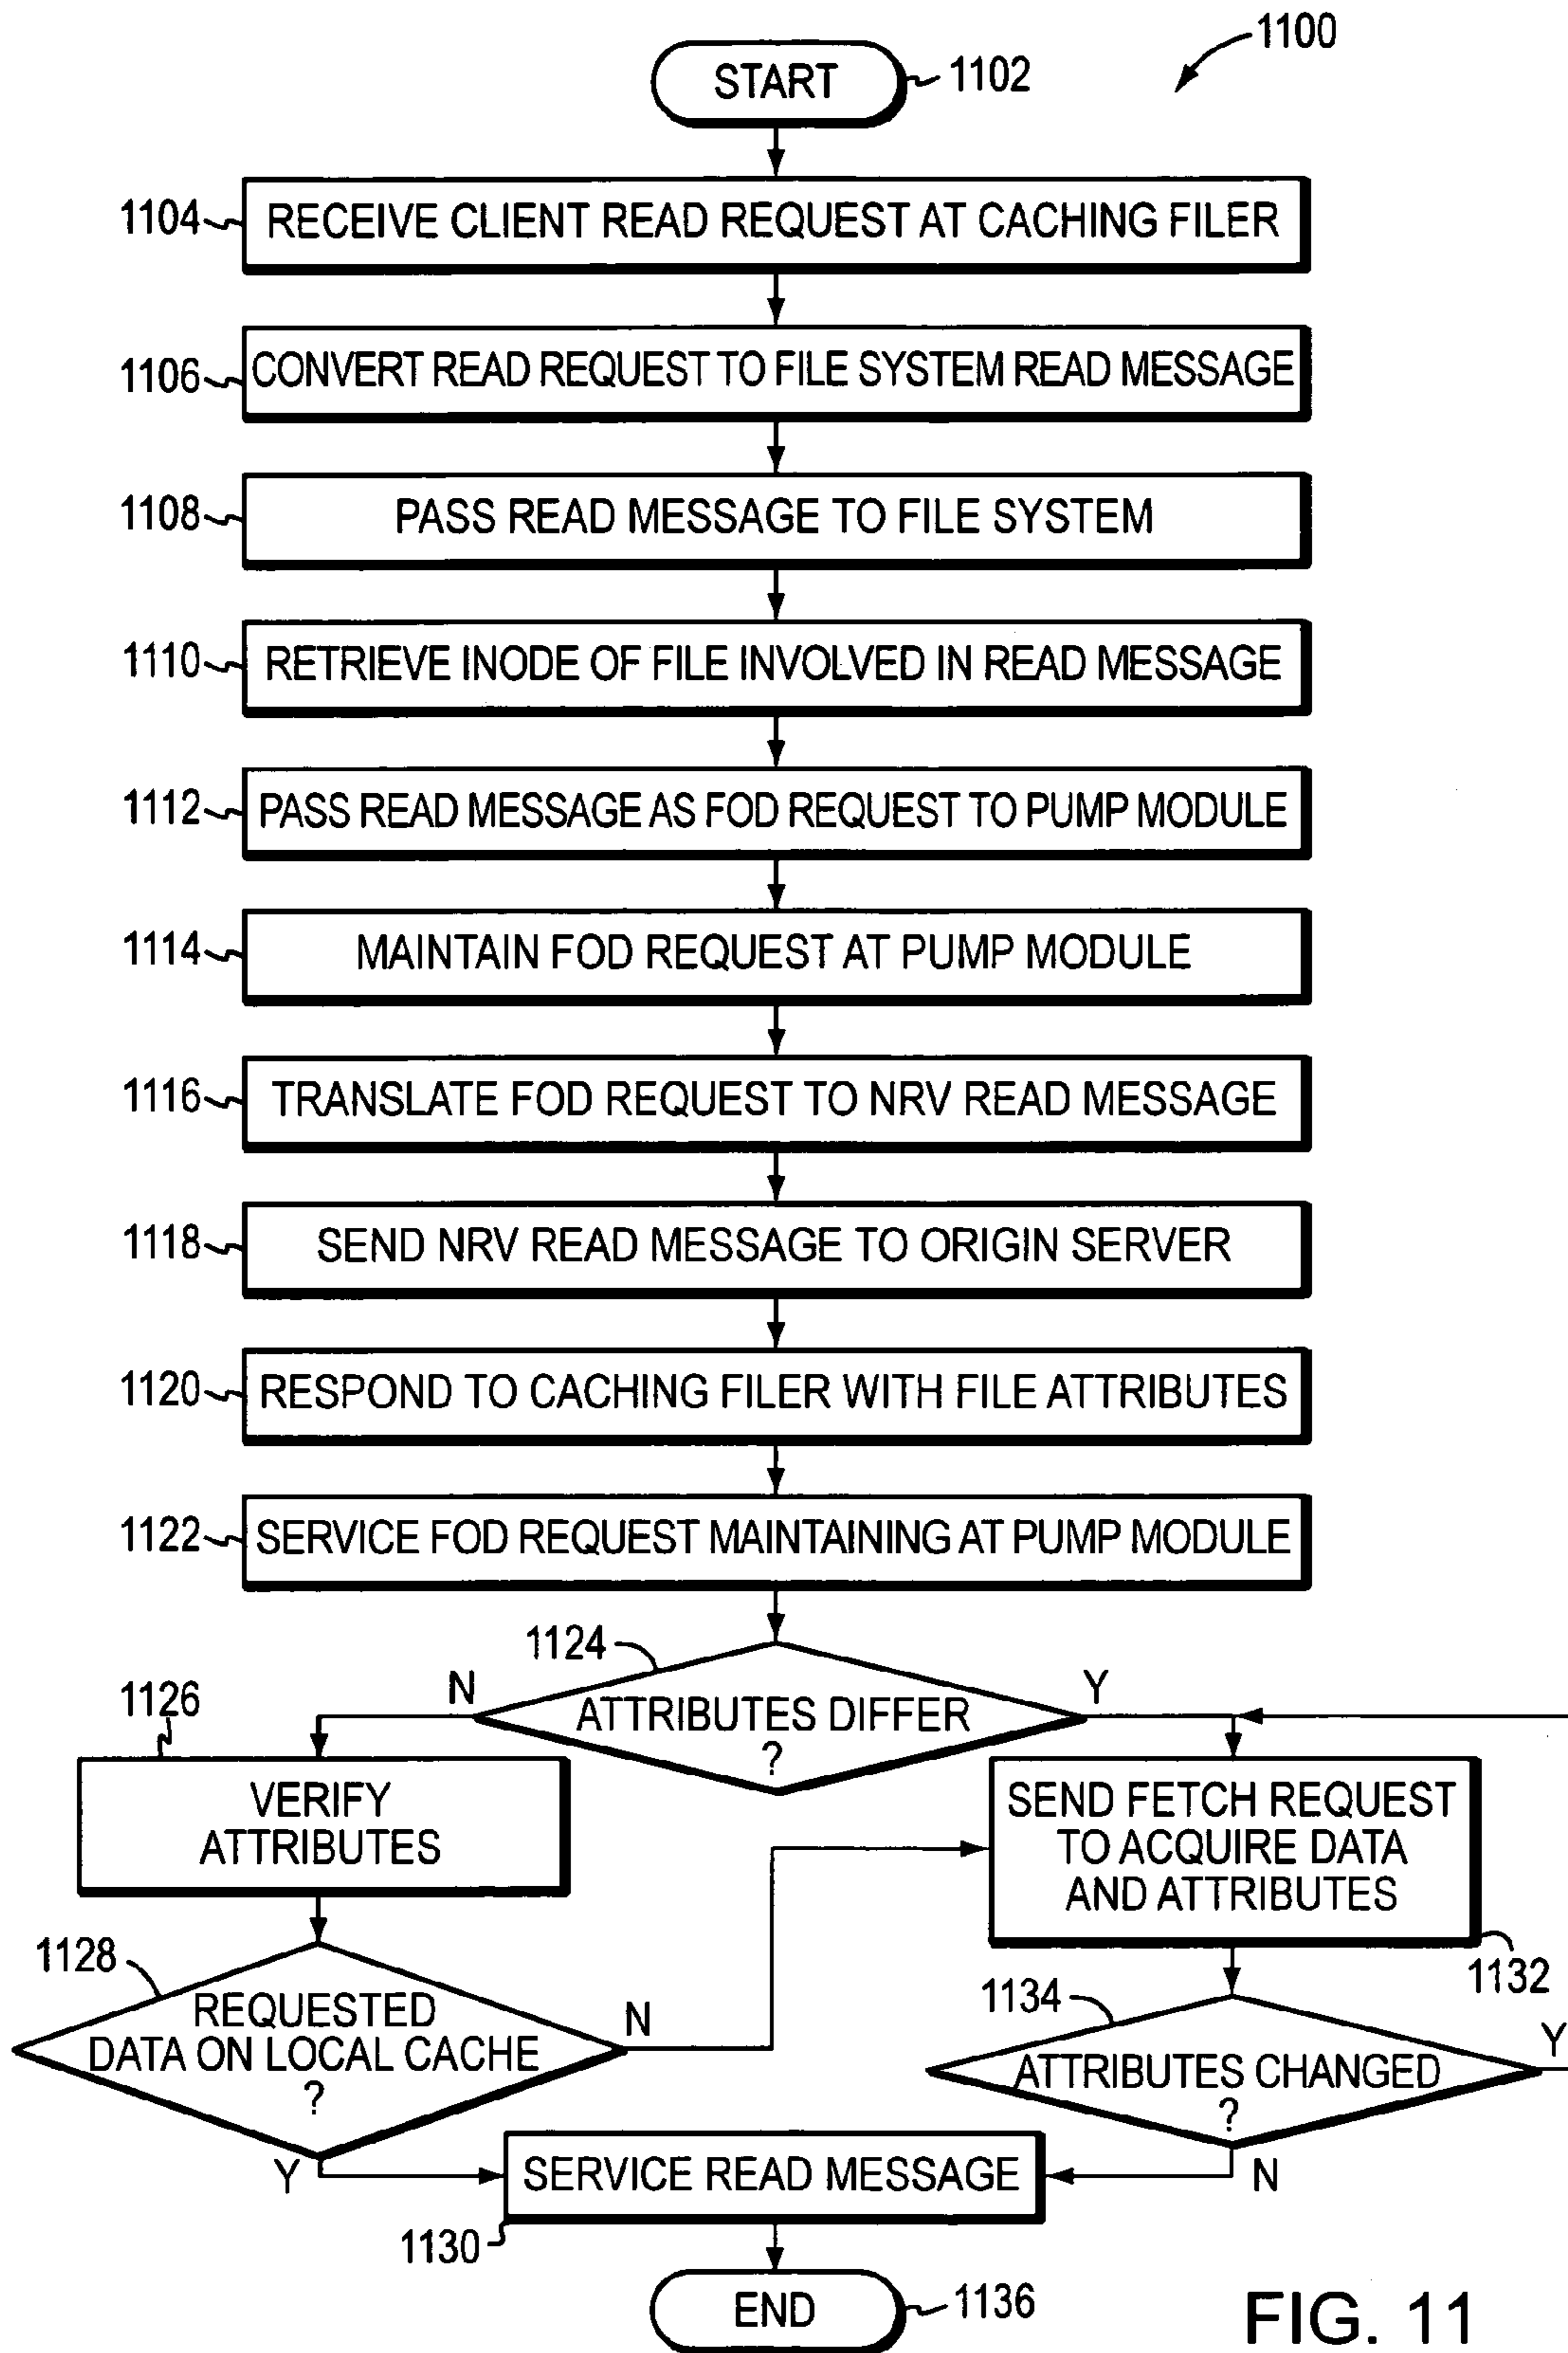 1100
START
1102
1104
RECEIVE CLIENT READ REQUEST AT CACHING FILER
1106
CONVERT READ REQUEST TO FILE SYSTEM READ MESSAGE
1108
PASS READ MESSAGE TO FILE SYSTEM
1110
RETRIEVE INODE OF FILE INVOLVED IN READ MESSAGE
1112
PASS READ MESSAGE AS FOD REQUEST TO PUMP MODULE
1114
MAINTAIN FOD REQUEST AT PUMP MODULE
1116
TRANSLATE FOD REQUEST TO NRV READ MESSAGE
1118
SEND NRV READ MESSAGE TO ORIGIN SERVER
1120
RESPOND TO CACHING FILER WITH FILE ATTRIBUTES
1122
SERVICE FOD REQUEST MAINTAINING AT PUMP MODULE
1124
N
ATTRIBUTES DIFFER
?
Y
1126
VERIFY
ATTRIBUTES
SEND FETCH REQUEST
TO ACQUIRE DATA
AND ATTRIBUTES
1132
1128
REQUESTED
DATA ON LOCAL CACHE
?
N
Y
1134
ATTRIBUTES CHANGED
?
Y
N
SERVICE READ MESSAGE
1130
END
1136
FIG. 11